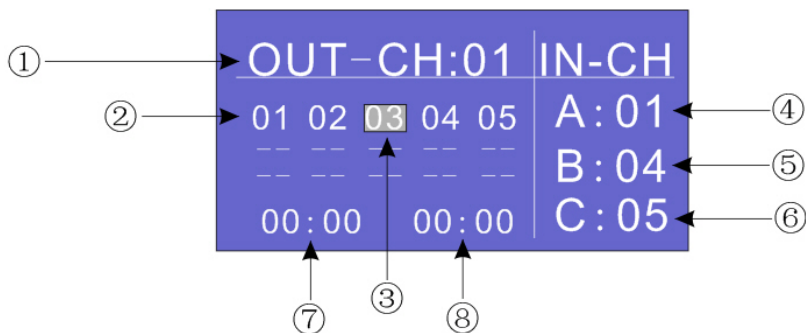 ① OUT-CH:01 IN-CH
② 01 02 03 04 05 A:01 ④
-- -- -- -- --
-- -- -- -- -- B:04 ⑤
00:00 00:00 C:05 ⑥
⑦ ③ ⑧